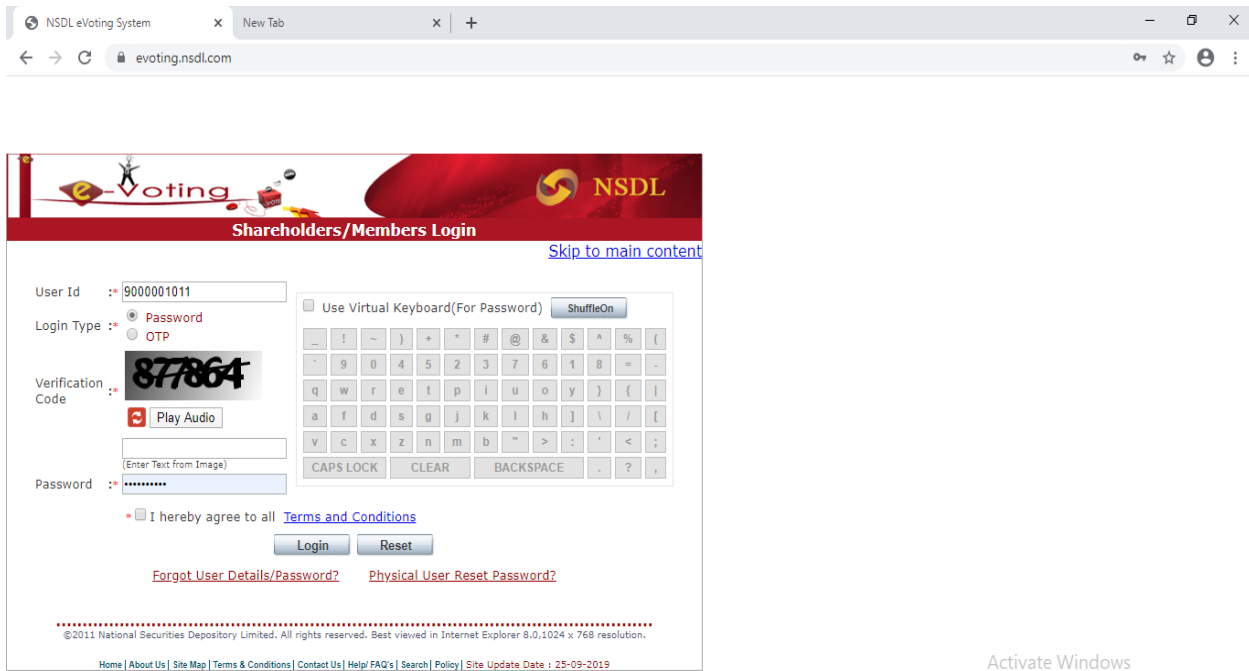 NSDL eVoting System
New Tab
evoting.nsdl.com
e-Voting
VOTE
NSDL
Shareholders/Members Login
Skip to main content
User Id :* 9000001011
Login Type :* Password
OTP
Verification Code :* 877864
Play Audio
(Enter Text from Image)
Password :* ••••••••••
Use Virtual Keyboard(For Password) ShuffleOn
_ ! ~ ) + * # @ & $ ^ % (
` 9 0 4 5 2 3 7 6 1 8 = -
q w r e t p i u o y } { |
a f d s g j k l h ] \ / [
v c x z n m b " > : ' < ;
CAPS LOCK CLEAR BACKSPACE . ? ,
* I hereby agree to all Terms and Conditions
Login Reset
Forgot User Details/Password? Physical User Reset Password?
©2011 National Securities Depository Limited. All rights reserved. Best viewed in Internet Explorer 8.0,1024 x 768 resolution.
Home | About Us | Site Map | Terms & Conditions | Contact Us | Help/ FAQ's | Search | Policy | Site Update Date : 25-09-2019
Activate Windows